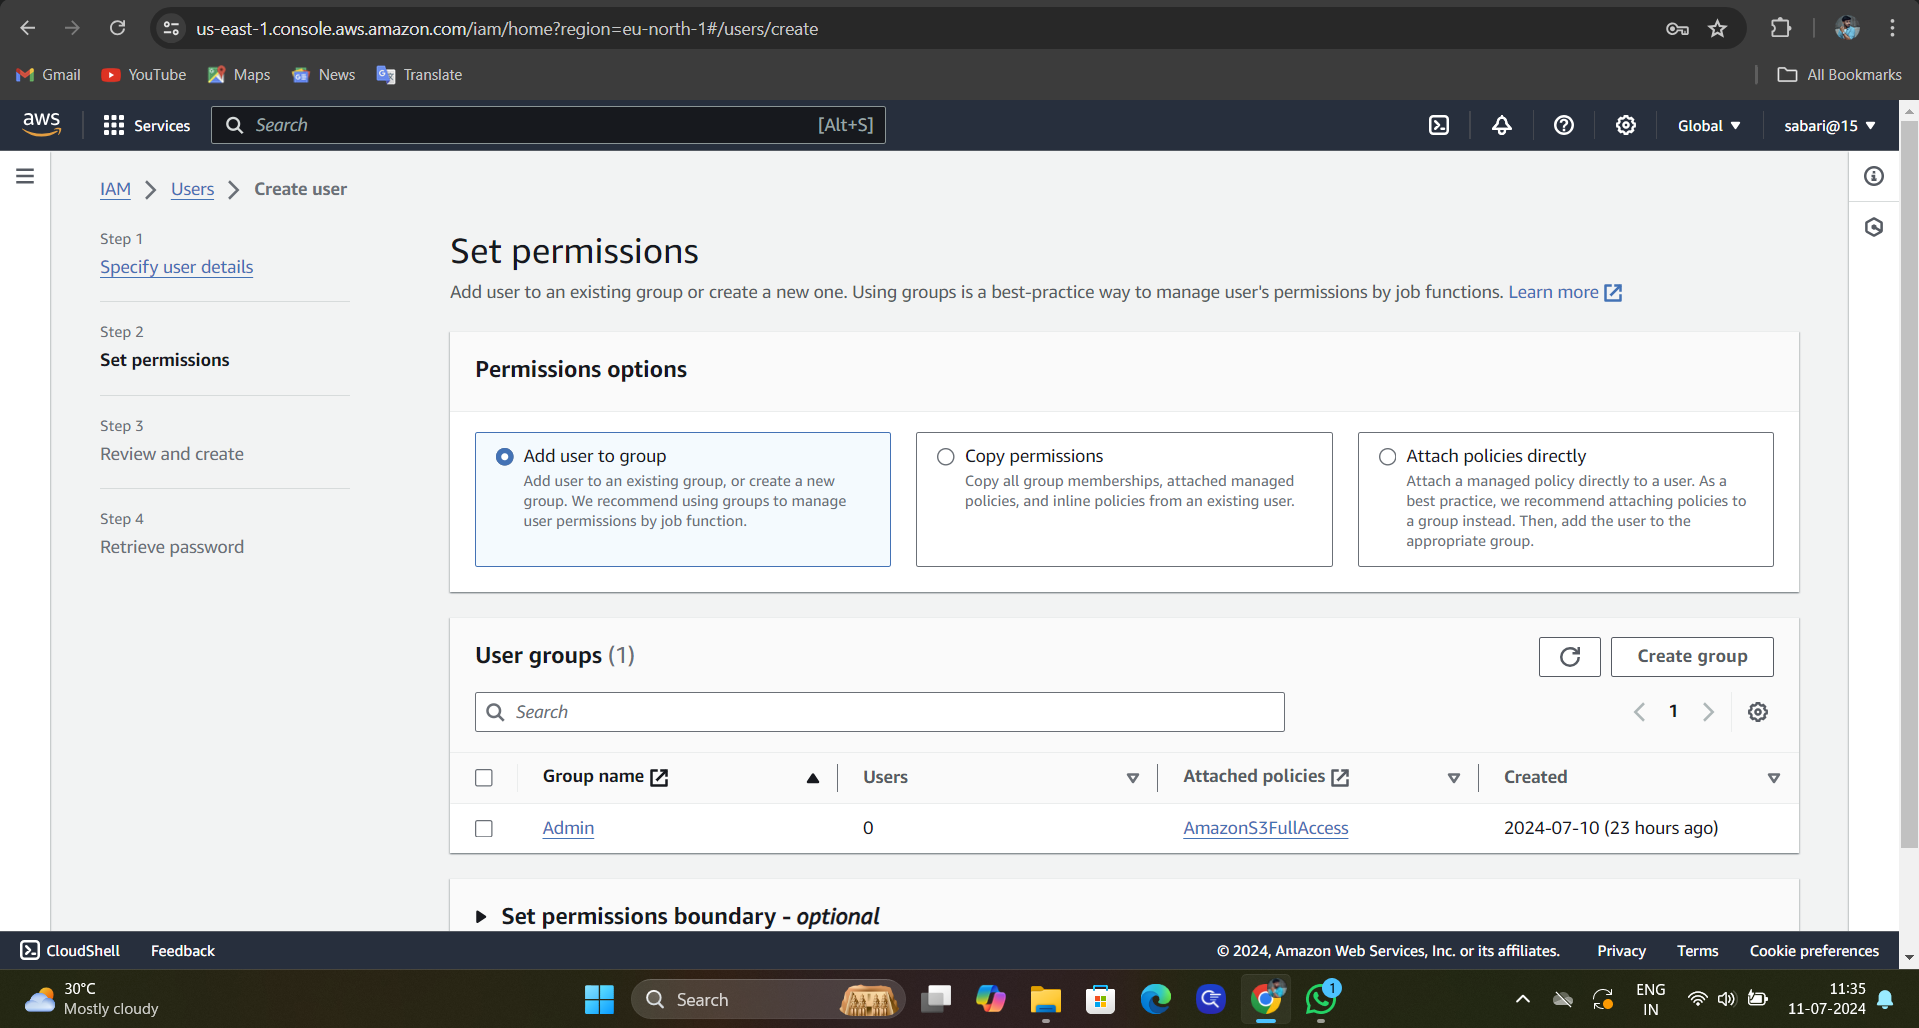 us-east-1.console.aws.amazon.com/iam/home?region=eu-north-1#/users/create
Gmail
YouTube
Maps
News
Translate
All Bookmarks
aws
Services
Search
[Alt+S]
Global
sabari@15
IAM
Users
Create user
Step 1
Specify user details
Step 2
Set permissions
Step 3
Review and create
Step 4
Retrieve password
Set permissions
Add user to an existing group or create a new one. Using groups is a best-practice way to manage user's permissions by job functions. Learn more
Permissions options
Add user to group
Add user to an existing group, or create a new
group. We recommend using groups to manage
user permissions by job function.
Copy permissions
Copy all group memberships, attached managed
policies, and inline policies from an existing user.
Attach policies directly
Attach a managed policy directly to a user. As a
best practice, we recommend attaching policies to
a group instead. Then, add the user to the
appropriate group.
User groups (1)
Create group
Search
1
Group name
Users
Attached policies
Created
Admin
0
AmazonS3FullAccess
2024-07-10 (23 hours ago)
Set permissions boundary - optional
CloudShell
Feedback
© 2024, Amazon Web Services, Inc. or its affiliates.
Privacy
Terms
Cookie preferences
30°C
Mostly cloudy
Search
1
ENG
IN
11:35
11-07-2024